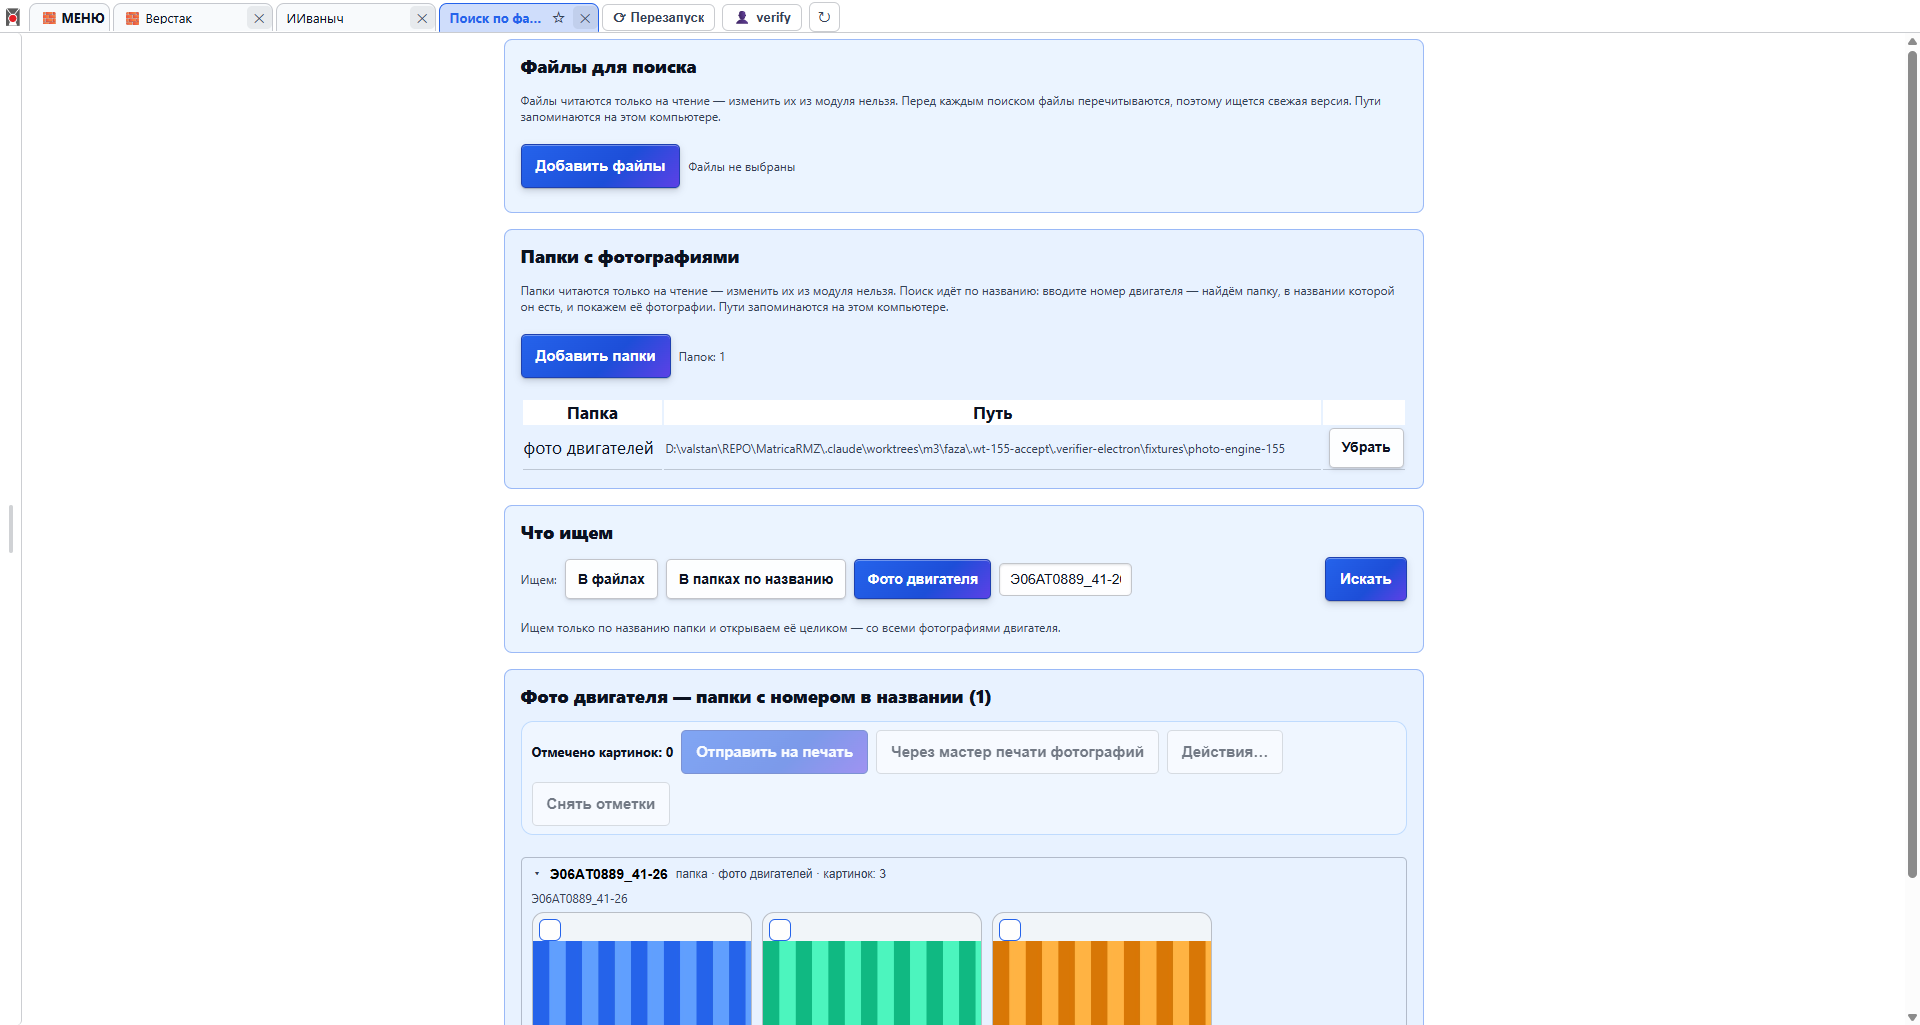 МЕНЮ
Верстак
ИИваныч
Поиск по фа...
Перезапуск
verify
Файлы для поиска
Файлы читаются только на чтение — изменить их из модуля нельзя. Перед каждым поиском файлы перечитываются, поэтому ищется свежая версия. Пути
запоминаются на этом компьютере.
Добавить файлы
Файлы не выбраны
Папки с фотографиями
Папки читаются только на чтение — изменить их из модуля нельзя. Поиск идёт по названию: вводите номер двигателя — найдём папку, в названии которой
он есть, и покажем её фотографии. Пути запоминаются на этом компьютере.
Добавить папки
Папок: 1
Папка Путь
фото двигателей D:\valstan\REPO\MatricaRMZ\.claude\worktrees\m3\faza\.wt-155-accept\.verifier-electron\fixtures\photo-engine-155 Убрать
Что ищем
Ищем: В файлах В папках по названию Фото двигателя Э06АТ0889_41-2 Искать
Ищем только по названию папки и открываем её целиком — со всеми фотографиями двигателя.
Фото двигателя — папки с номером в названии (1)
Отмечено картинок: 0 Отправить на печать Через мастер печати фотографий Действия...
Снять отметки
Э06АТ0889_41-26 папка · фото двигателей · картинок: 3
Э06АТ0889_41-26